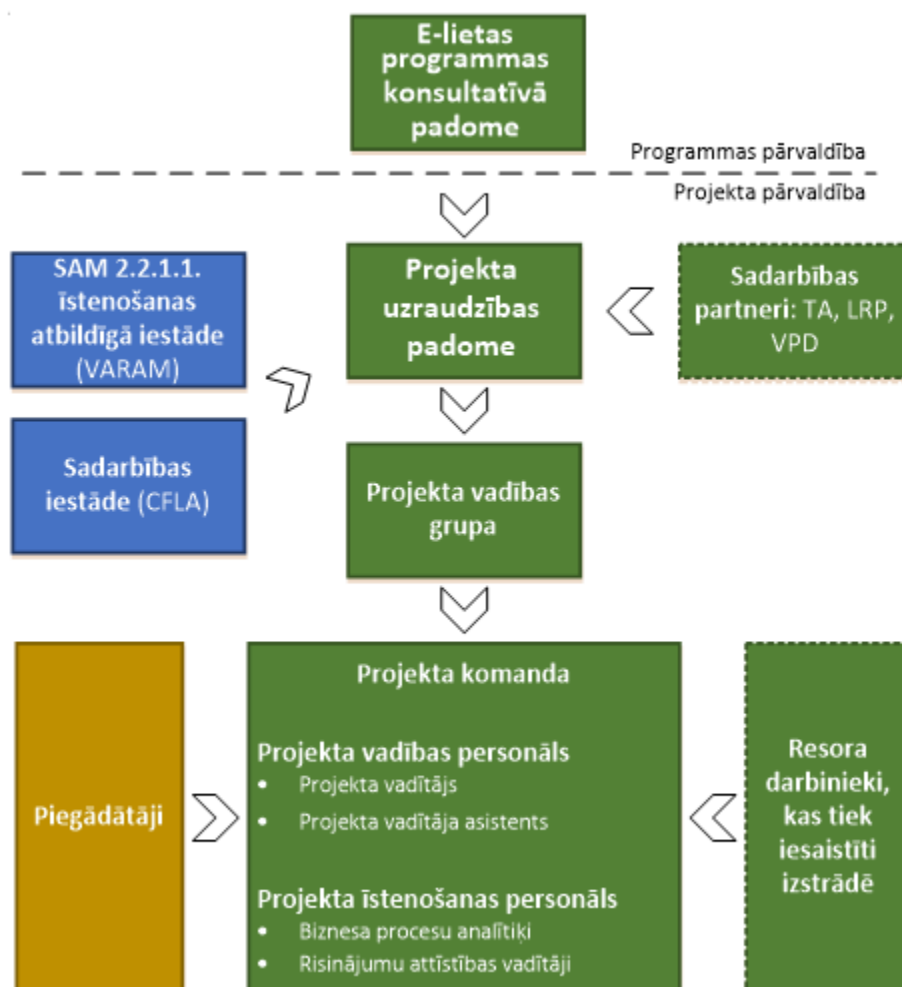 E-lietas
programmas
konsultatīvā
padome
Programmas pārvaldība
Projekta pārvaldība
SAM 2.2.1.1.
īstenošanas
atbildīgā iestāde
(VARAM)
Projekta
uzraudzības
padome
Sadarbības
partneri: TA, LRP,
VPD
Sadarbības
iestāde (CFLA)
Projekta vadības
grupa
Piegādātāji
Projekta komanda
Projekta vadības personāls
• Projekta vadītājs
• Projekta vadītāja asistents
Projekta īstenošanas personāls
• Biznesa procesu analītiķi
• Risinājumu attīstības vadītāji
Resora
darbinieki,
kas tiek
iesaistīti
izstrādē